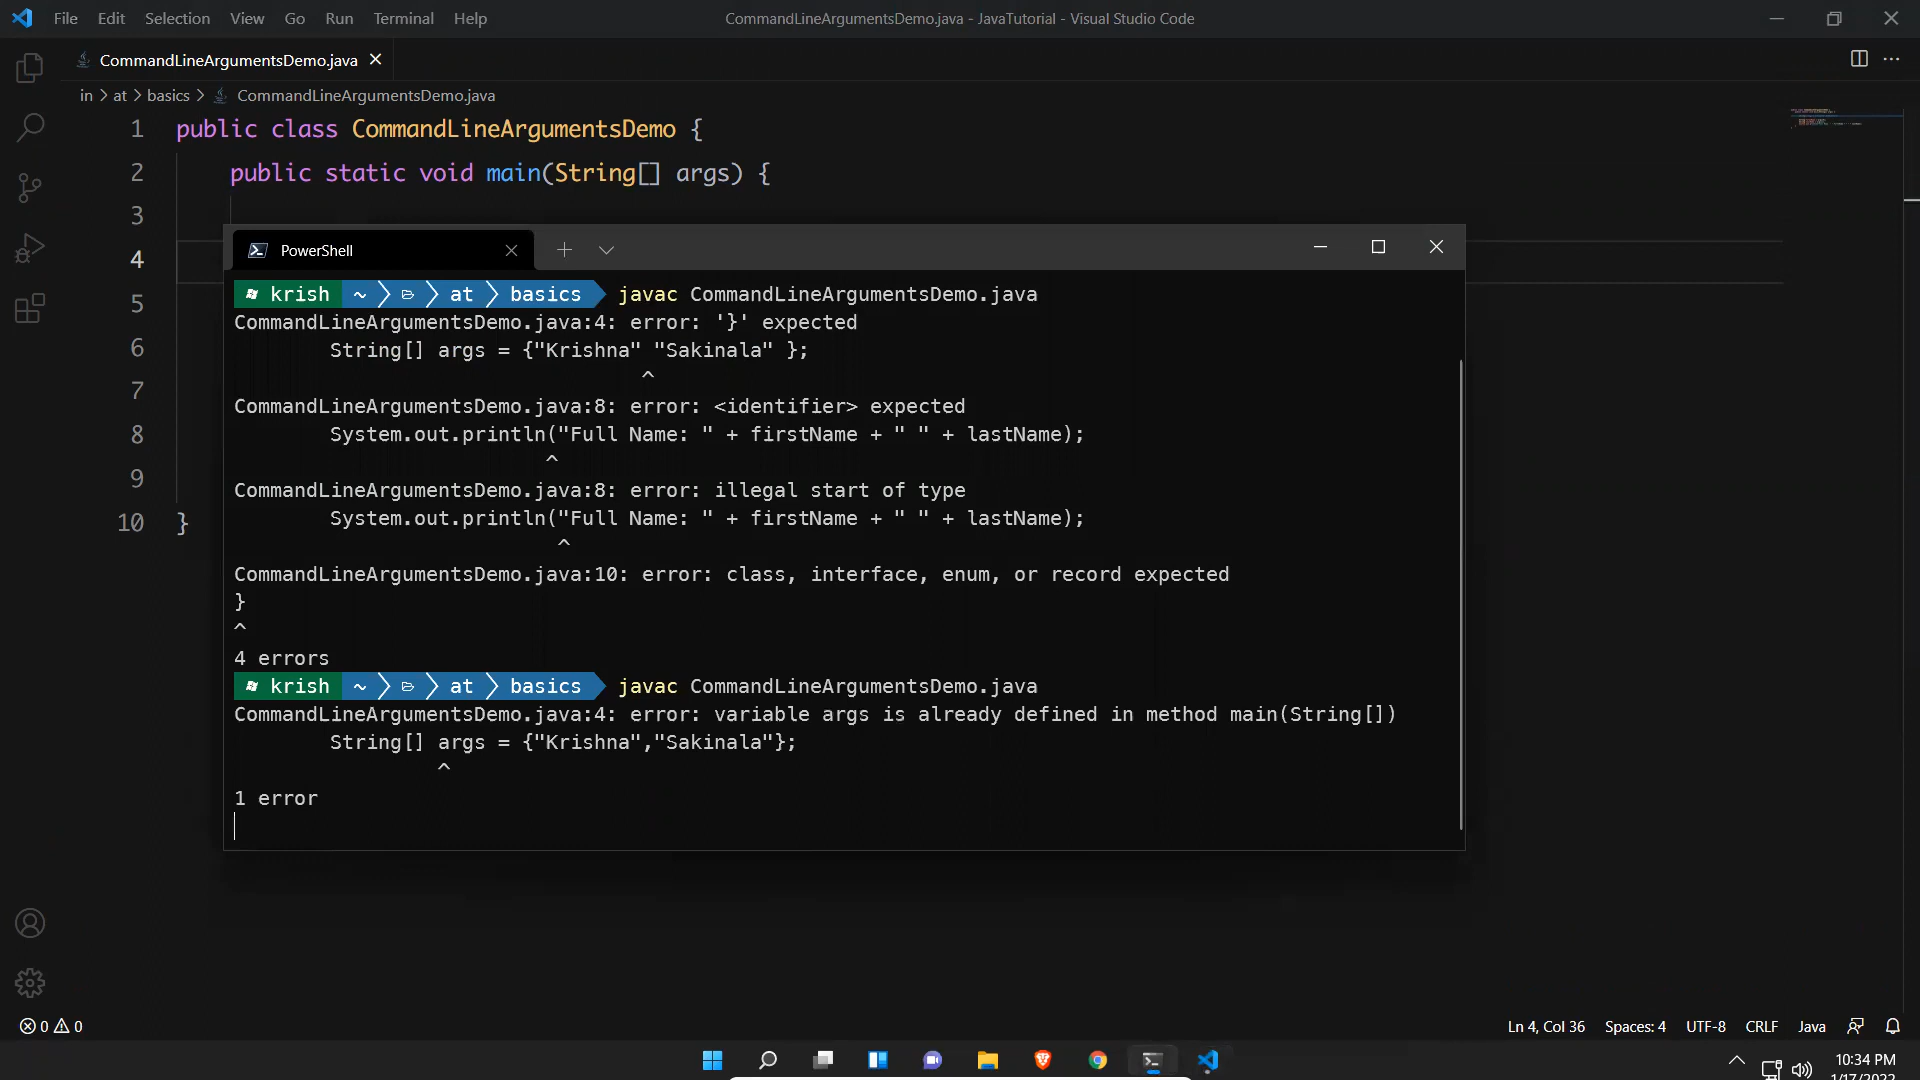 File Edit Selection View Go Run Terminal Help
CommandLineArgumentsDemo.java - JavaTutorial - Visual Studio Code
CommandLineArgumentsDemo.java
in > at > basics > CommandLineArgumentsDemo.java
1 public class CommandLineArgumentsDemo {
2 public static void main(String[] args) {
3
4
5
6
7
8
9
10 }
PowerShell
krish ~ at basics javac CommandLineArgumentsDemo.java
CommandLineArgumentsDemo.java:4: error: '}' expected
String[] args = {"Krishna" "Sakinala" };
^
CommandLineArgumentsDemo.java:8: error: <identifier> expected
System.out.println("Full Name: " + firstName + " " + lastName);
^
CommandLineArgumentsDemo.java:8: error: illegal start of type
System.out.println("Full Name: " + firstName + " " + lastName);
^
CommandLineArgumentsDemo.java:10: error: class, interface, enum, or record expected
}
^
4 errors
krish ~ at basics javac CommandLineArgumentsDemo.java
CommandLineArgumentsDemo.java:4: error: variable args is already defined in method main(String[])
String[] args = {"Krishna","Sakinala"};
^
1 error
0 0
Ln 4, Col 36 Spaces: 4 UTF-8 CRLF Java
10:34 PM
1/17/2022